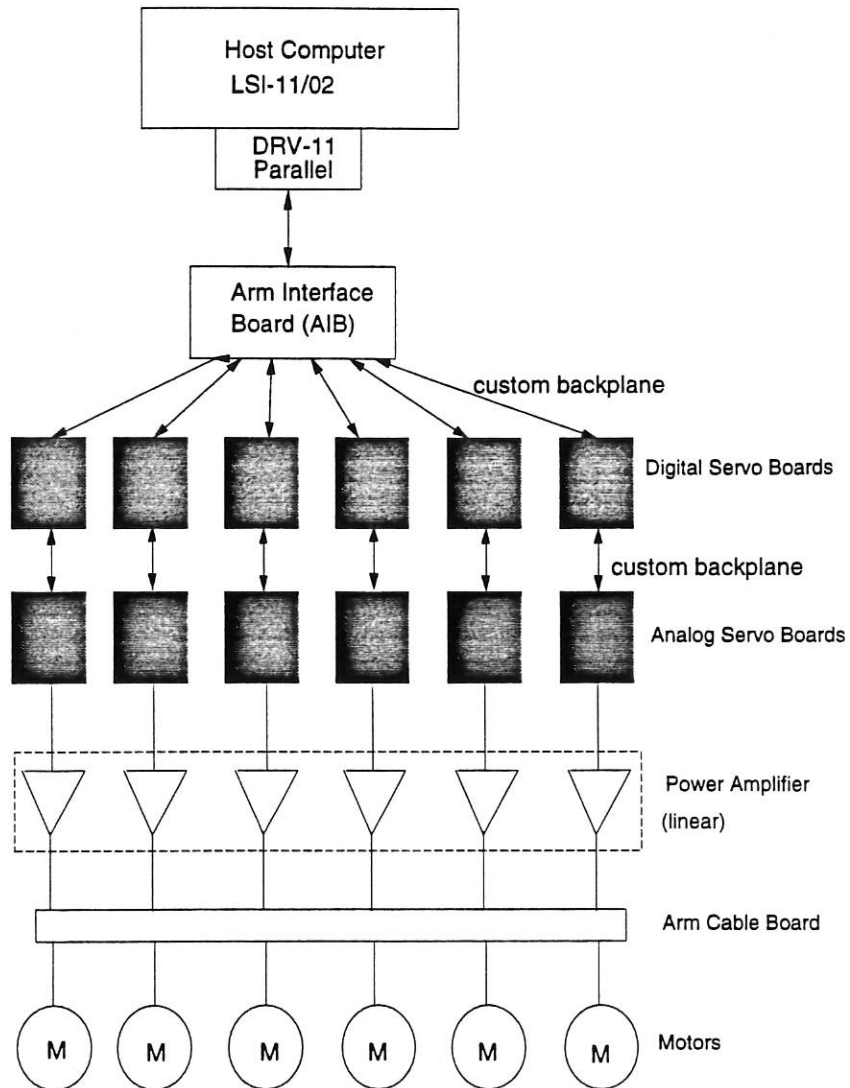 Host Computer
LSI-11/02
DRV-11
Parallel
Arm Interface
Board (AIB)
custom backplane
Digital Servo Boards
custom backplane
Analog Servo Boards
Power Amplifier
(linear)
Arm Cable Board
M M M M M M
Motors